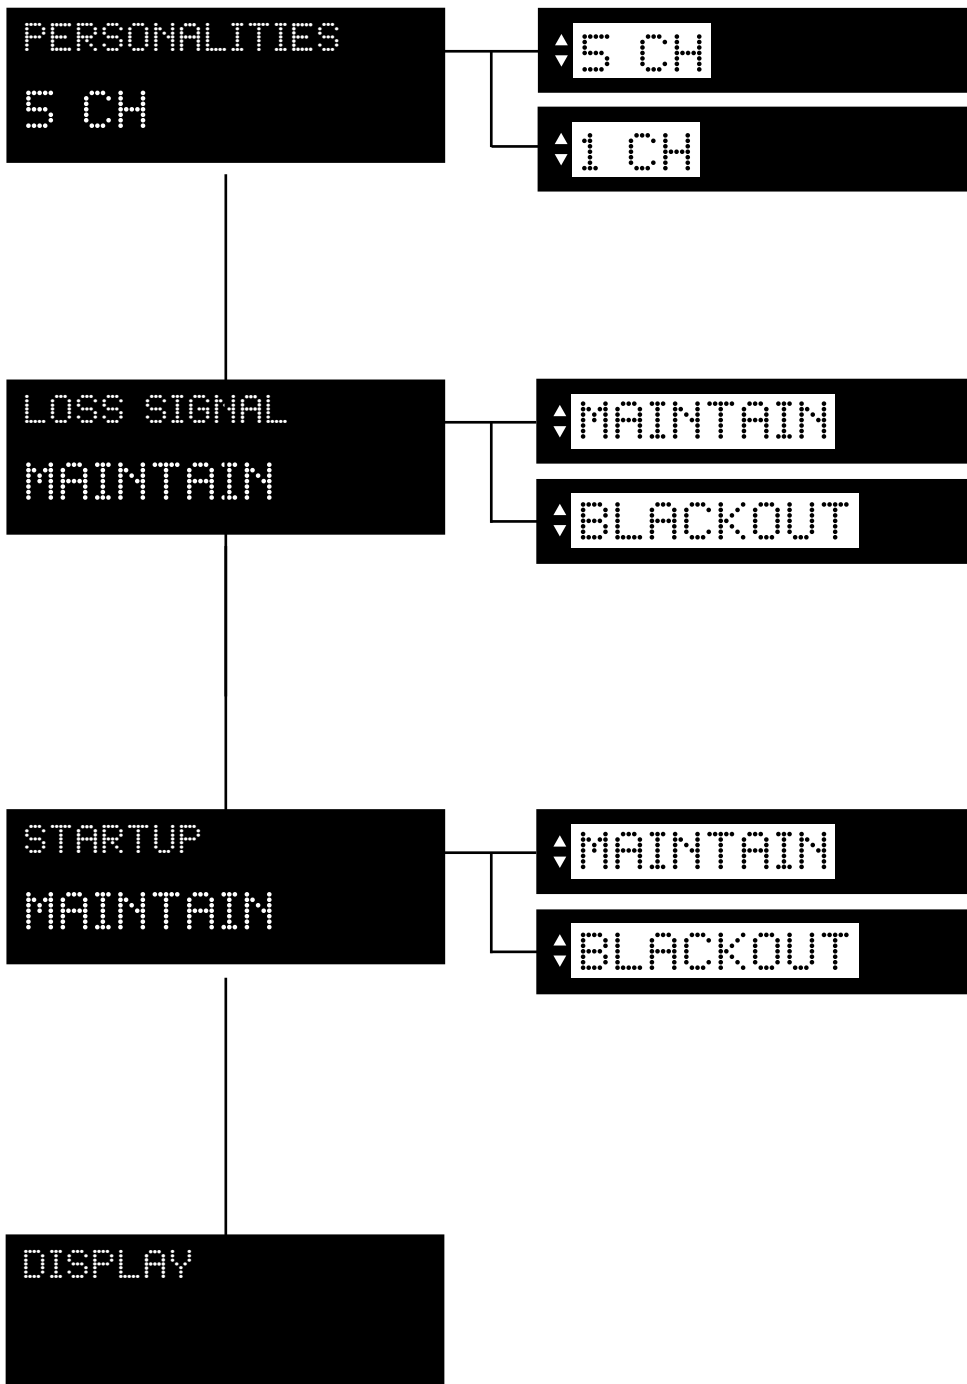 PERSONALITIES
5 CH
5 CH
1 CH
LOSS SIGNAL
MAINTAIN
MAINTAIN
BLACKOUT
STARTUP
MAINTAIN
MAINTAIN
BLACKOUT
DISPLAY